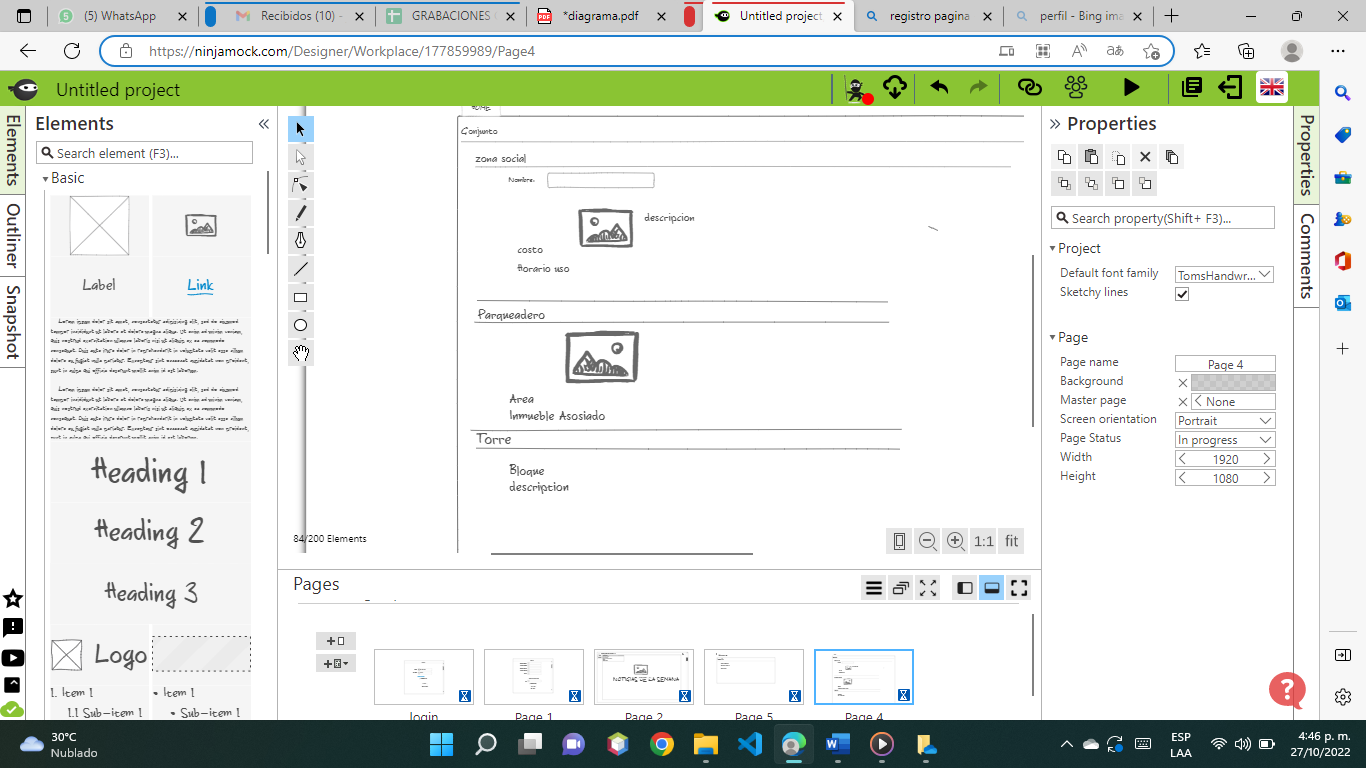 (5) WhatsApp
Recibidos (10) -
GRABACIONES
*diagrama.pdf
Untitled project
registro pagina
perfil - Bing ima
https://ninjamock.com/Designer/Workplace/177859989/Page4
Untitled project
Elements
Outliner
Snapshot
Elements
Search element (F3)...
Basic
Label
Link
Heading 1
Heading 2
Heading 3
Logo
1. Item 1
• Item 1
1.1 Sub-item 1
• Sub-item 1
HOME
Conjunto
zona social
Nombre:
descripcion
costo
Horario uso
Parqueadero
Area
Inmueble Asosiado
Torre
Bloque
description
84/200 Elements
1:1
fit
Pages
NOTICIAS DE LA SEMANA
login
Page 1
Page 2
Page 5
Page 4
Properties
Search property(Shift+ F3)...
Project
Default font family
TomsHandwr...
Sketchy lines
Page
Page name
Page 4
Background
Master page
None
Screen orientation
Portrait
Page Status
In progress
Width
1920
Height
1080
Properties
Comments
30°C
Nublado
ESP
LAA
4:46 p. m.
27/10/2022